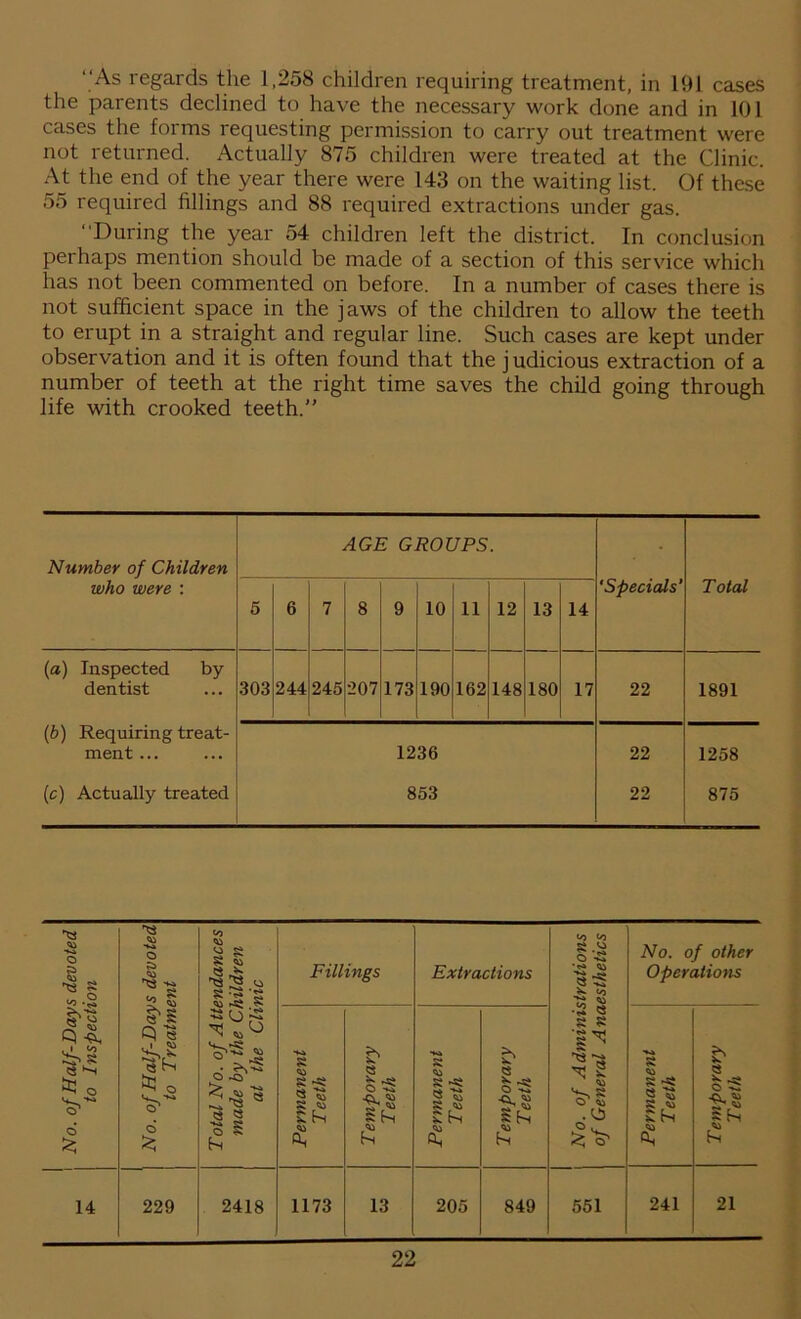 "As regards the 1,258 children requiring treatment, in 191 cases
the parents declined to have the necessary work done and in 101
cases the forms requesting permission to carry out treatment were
not returned. Actually 875 children were treated at the Clinic.
At the end of the year there were 143 on the waiting list. Of these
55 required fillings and 88 required extractions under gas.
"During the year 54 children left the district. In conclusion
perhaps mention should be made of a section of this service which
has not been commented on before. In a number of cases there is
not sufficient space in the jaws of the children to allow the teeth
to erupt in a straight and regular line. Such cases are kept under
observation and it is often found that the judicious extraction of a
number of teeth at the right time saves the child going through
life with crooked teeth."
Number of Children
who were :
AGE GROUPS.
'Specials'
Total
5 6 7 8 9 10 11 12 13 14
(a) Inspected by
dentist ... 303 244 245 207 173 190 162 148 180 17 22 1891
(b) Requiring treat-
ment ... ... 1236 22 1258
(c) Actually treated 853 22 875
No. of Half-Days devoted
to Inspection
No. of Half-Days devoted
to Treatment
Total No. of Attendances
made by the Children
at the Clinic
Fillings
Permanent
Teeth
Temporary
Teeth
Extractions
Permanent
Teeth
Temporary
Teeth
No. of Administrations
of General Anaesthetics
No. of other
Operations
Permanent
Teeth
Temporary
Teeth
14 229 2418 1173 13 205 849 551 241 21
22